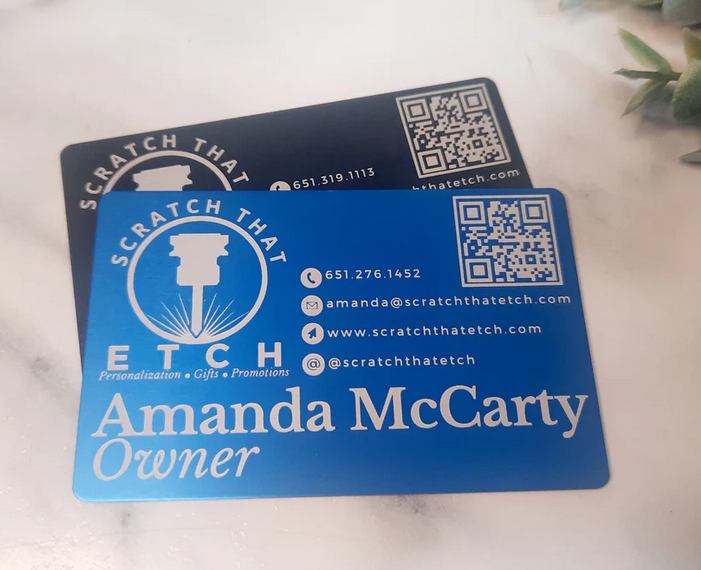 SCRATCH THAT
651.319.1113
hthatetch.com
SCRATCH THAT
ETCH
Personalization • Gifts • Promotions
651.276.1452
amanda@scratchthatetch.com
www.scratchthatetch.com
@ @scratchthatetch
Amanda McCarty
Owner